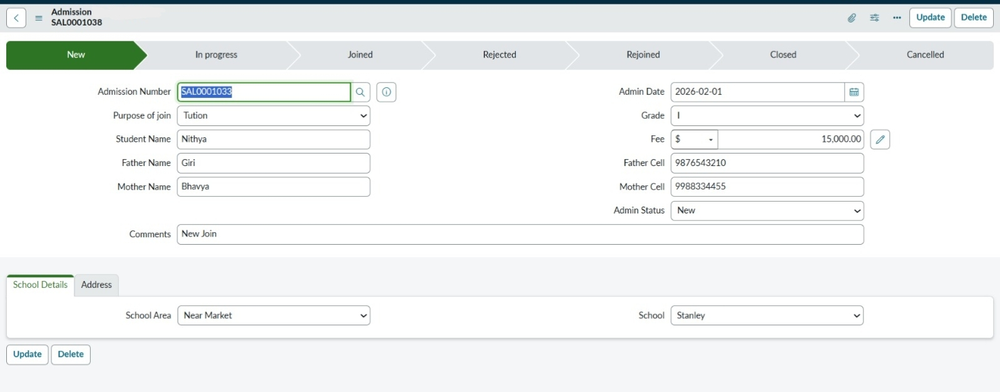 Admission
SAL0001038
Update Delete
New In progress Joined Rejected Rejoined Closed Cancelled
Admission Number SAL0001033 Admin Date 2026-02-01
Purpose of join Tution Grade I
Student Name Nithya Fee $ 15,000.00
Father Name Giri Father Cell 9876543210
Mother Name Bhavya Mother Cell 9988334455
Admin Status New
Comments New Join
School Details Address
School Area Near Market School Stanley
Update Delete